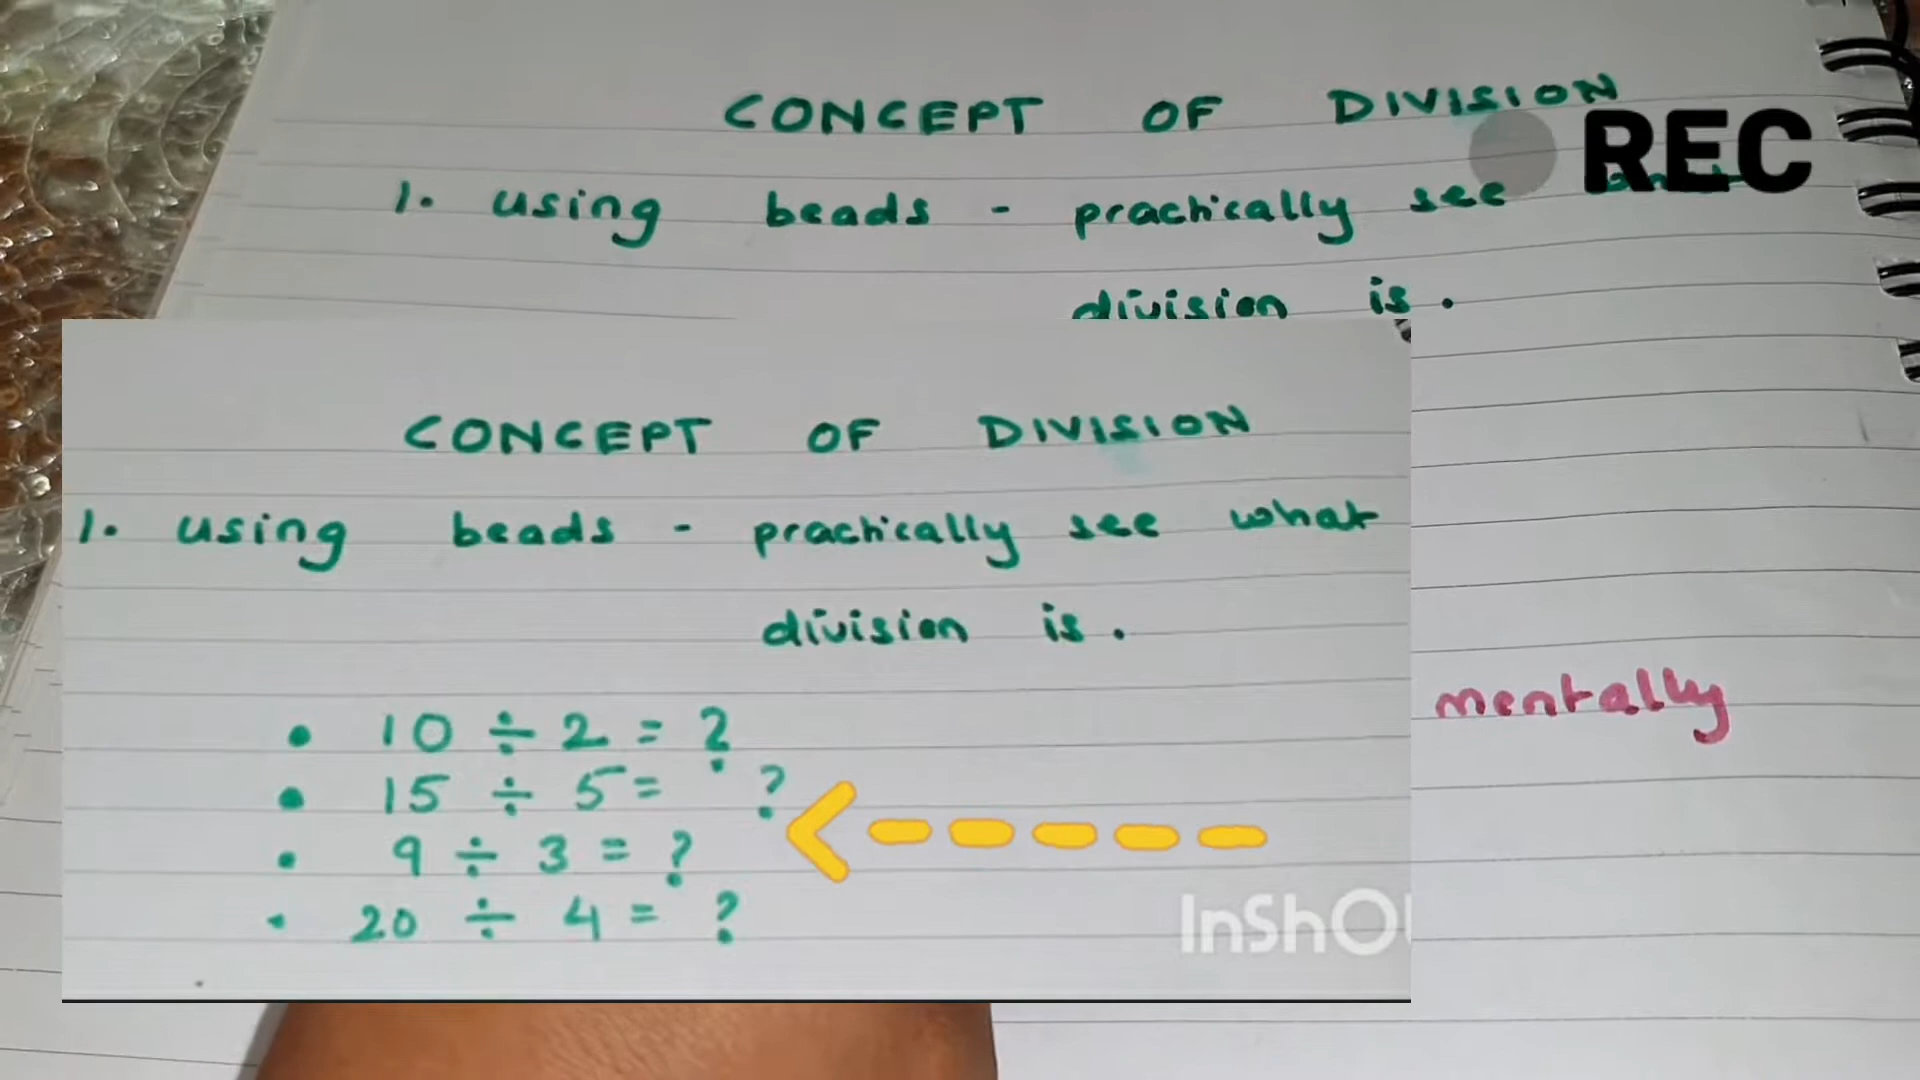 CONCEPT OF DIVISION
REC
1. using beads - practically see
division is.
CONCEPT OF DIVISION
1. using beads - practically see what
division is.
mentally
• 10 ÷ 2 = ?
• 15 ÷ 5 = ?
• 9 ÷ 3 = ?
• 20 ÷ 4 = ?
InShO